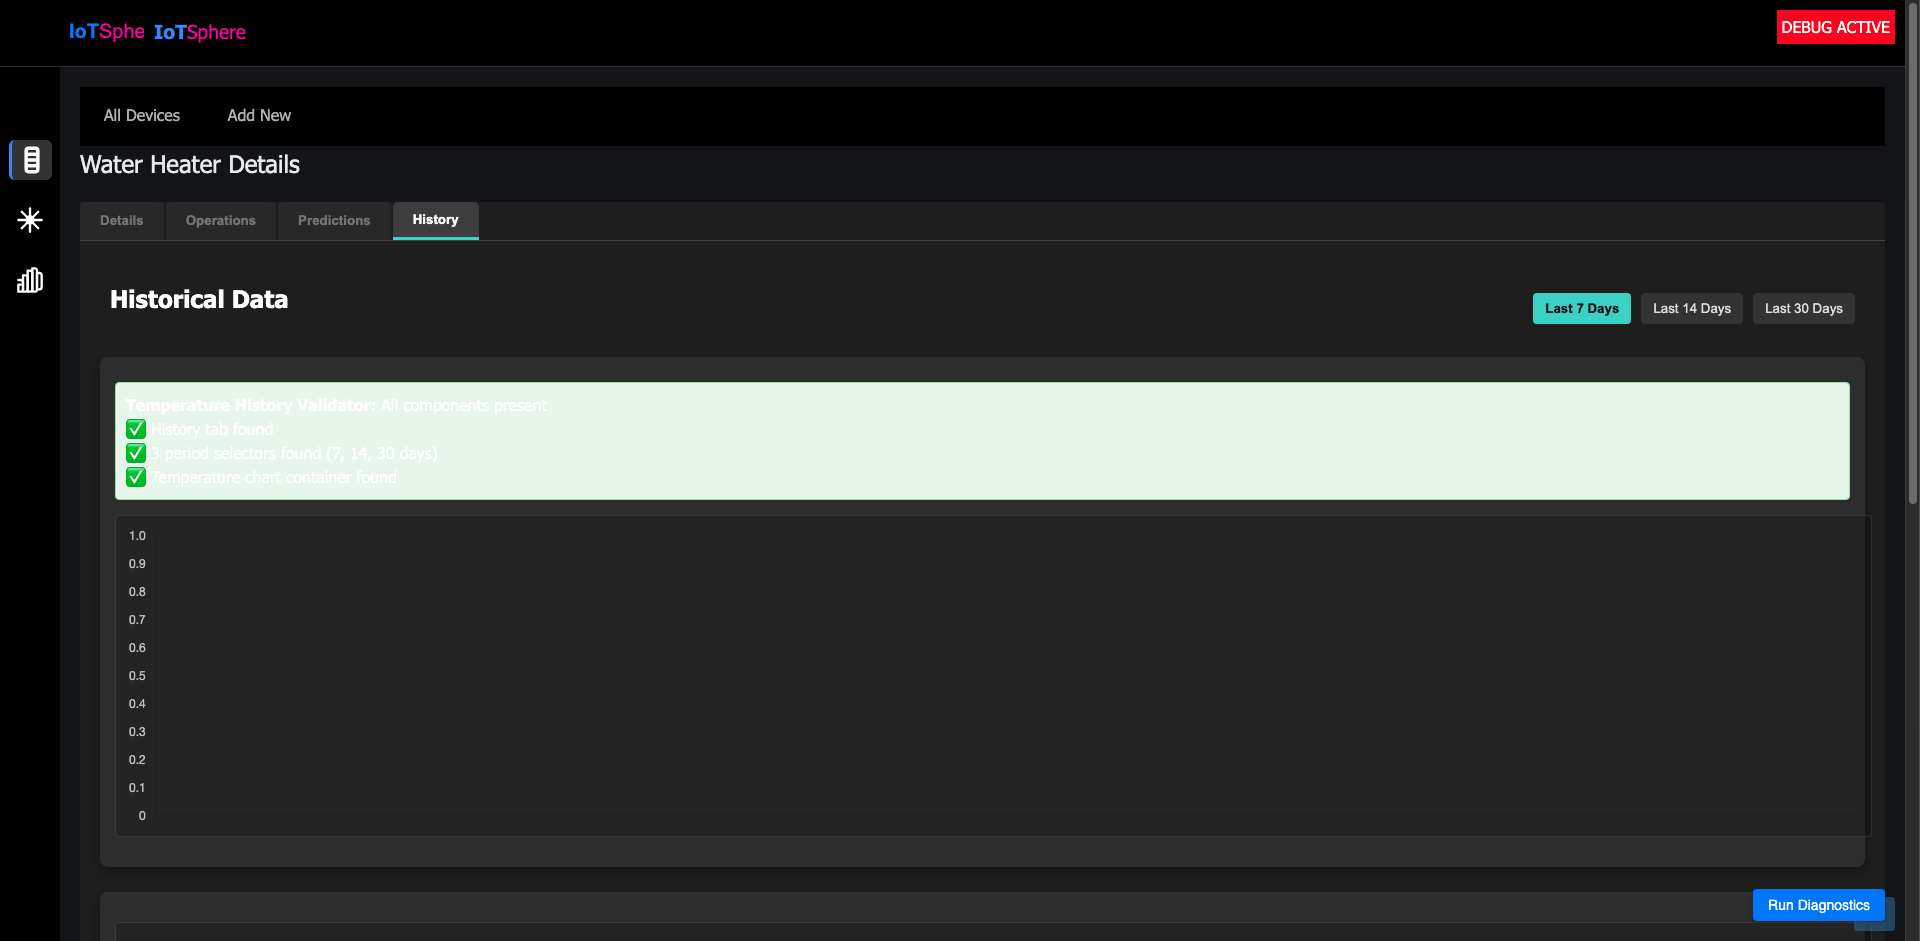 IoTSphe IoTSphere
DEBUG ACTIVE
All Devices Add New
Water Heater Details
Details Operations Predictions History
Historical Data
Last 7 Days Last 14 Days Last 30 Days
Temperature History Validator: All components present
✅ History tab found
✅ 3 period selectors found (7, 14, 30 days)
✅ Temperature chart container found
1.0
0.9
0.8
0.7
0.6
0.5
0.4
0.3
0.2
0.1
0
Run Diagnostics